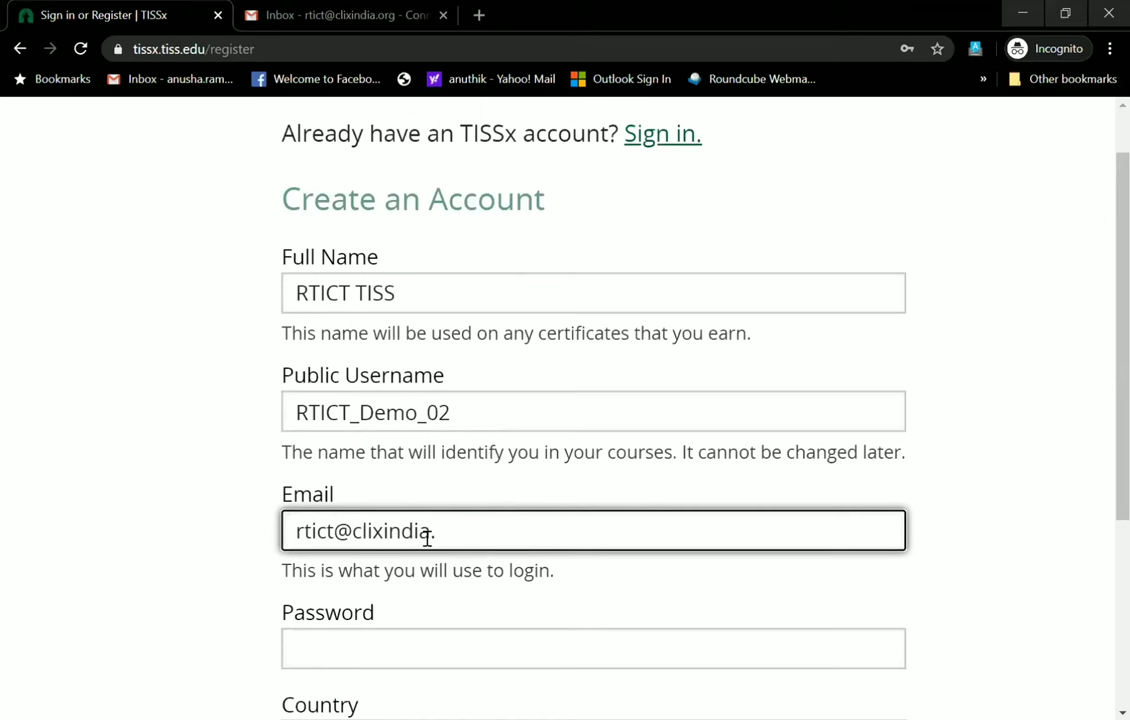 Sign in or Register | TISSx
Inbox - rtict@clixindia.org - Conn
tissx.tiss.edu/register
Incognito
Bookmarks
Inbox - anusha.ram...
Welcome to Facebo...
anuthik - Yahoo! Mail
Outlook Sign In
Roundcube Webma...
»
Other bookmarks
Already have an TISSx account? Sign in.
Create an Account
Full Name
RTICT TISS
This name will be used on any certificates that you earn.
Public Username
RTICT_Demo_02
The name that will identify you in your courses. It cannot be changed later.
Email
rtict@clixindia.
This is what you will use to login.
Password
Country